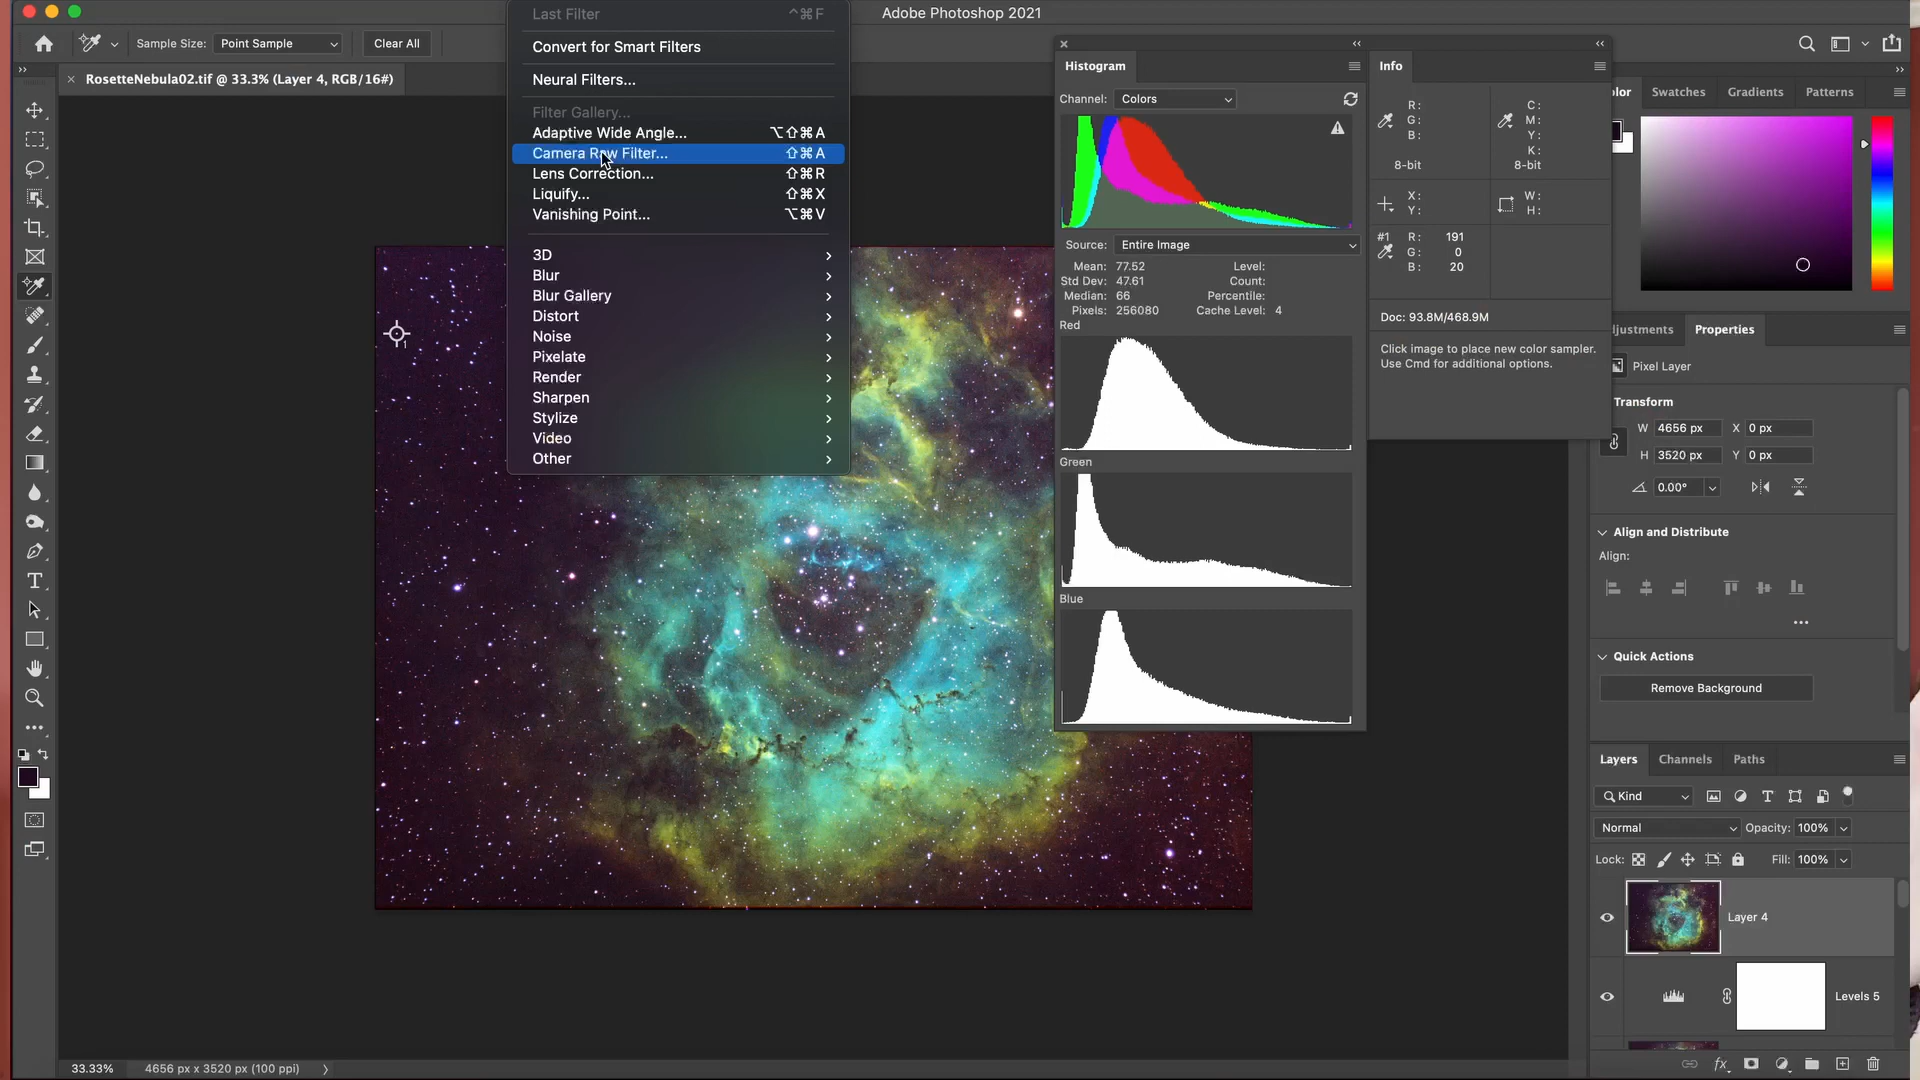 Adobe Photoshop 2021
Sample Size: Point Sample
Clear All
RosetteNebula02.tif @ 33.3% (Layer 4, RGB/16#)
Last Filter ^⌘F
Convert for Smart Filters
Neural Filters...
Filter Gallery...
Adaptive Wide Angle... ⌥⇧⌘A
Camera Raw Filter... ⇧⌘A
Lens Correction... ⇧⌘R
Liquify... ⇧⌘X
Vanishing Point... ⌥⌘V
3D
Blur
Blur Gallery
Distort
Noise
Pixelate
Render
Sharpen
Stylize
Video
Other
Histogram
Channel: Colors
Source: Entire Image
Mean: 77.52 Level:
Std Dev: 47.61 Count:
Median: 66 Percentile:
Pixels: 256080 Cache Level: 4
Red
Green
Blue
Info
R: C:
G: M:
B: Y:
K:
8-bit 8-bit
X: W:
Y: H:
#1 R: 191
G: 0
B: 20
Doc: 93.8M/468.9M
Click image to place new color sampler.
Use Cmd for additional options.
olor Swatches Gradients Patterns
djustments Properties
Pixel Layer
Transform
W 4656 px X 0 px
H 3520 px Y 0 px
0.00°
Align and Distribute
Align:
Quick Actions
Remove Background
Layers Channels Paths
Kind
Normal Opacity: 100%
Lock: Fill: 100%
Layer 4
Levels 5
fx
33.33% 4656 px x 3520 px (100 ppi)